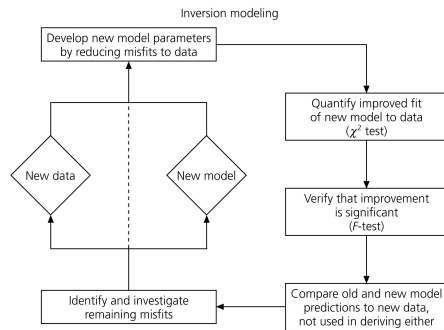 Inversion modeling
Develop new model parameters
by reducing misfits to data
Quantify improved fit
of new model to data
(χ² test)
New data
New model
Verify that improvement
is significant
(F-test)
Identify and investigate
remaining misfits
Compare old and new model
predictions to new data,
not used in deriving either